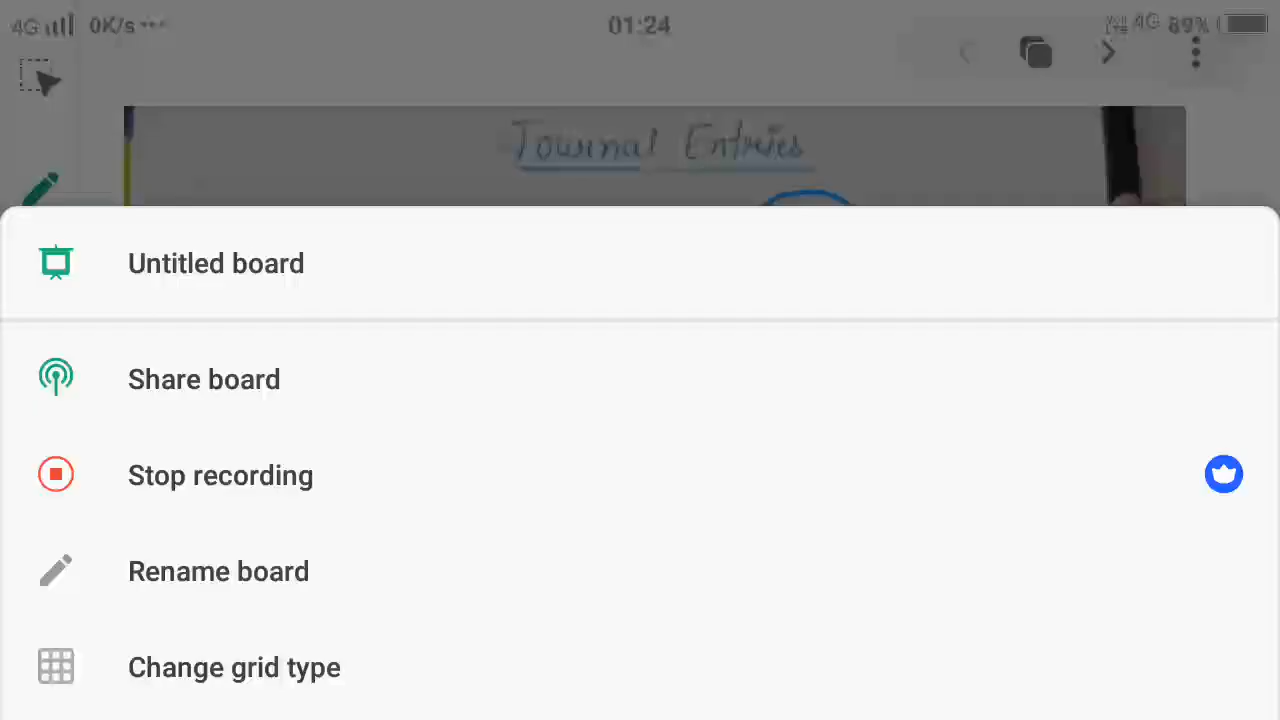 4G 0K/s ... 01:24 4G 89%
Journal Entries
Untitled board
Share board
Stop recording
Rename board
Change grid type